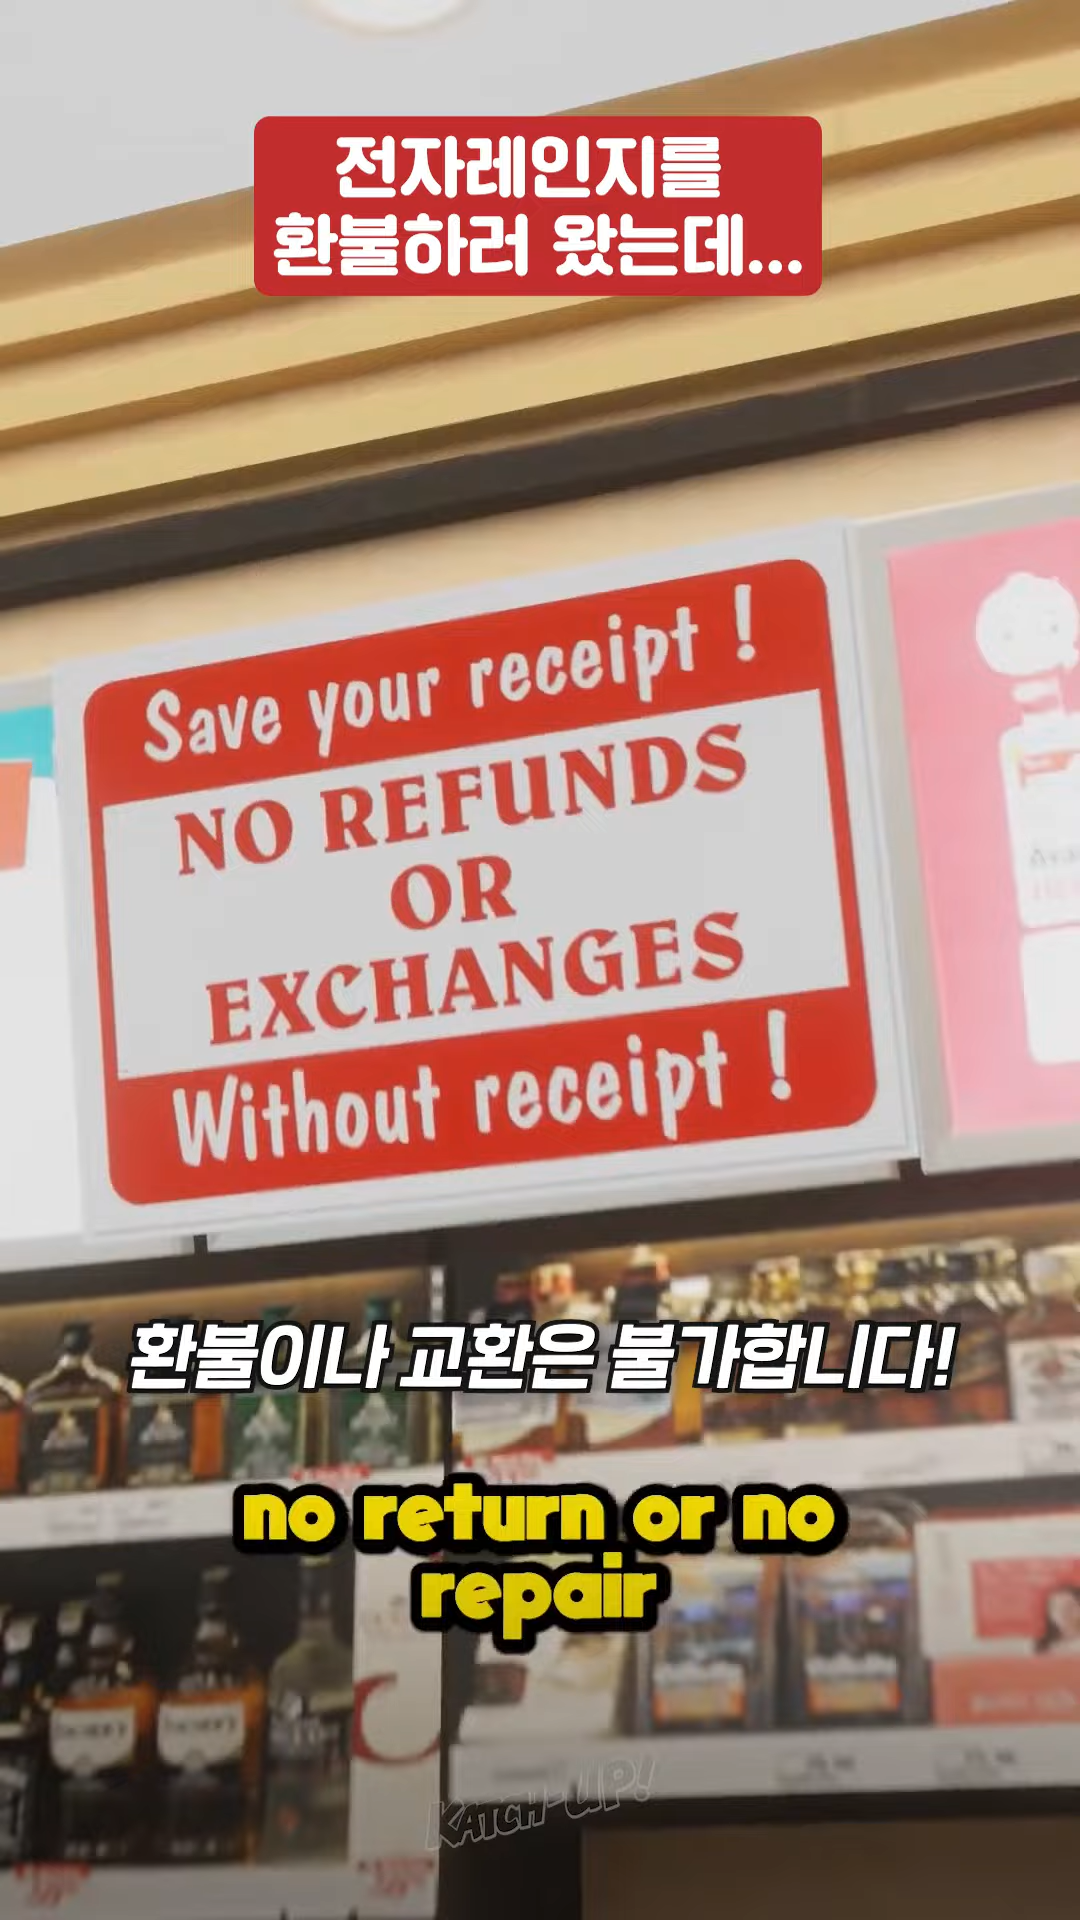 전자레인지를
환불하러 왔는데...
Save your receipt !
NO REFUNDS
OR
EXCHANGES
Without receipt !
환불이나 교환은 불가합니다!
no return or no
repair
KATCH-UP!